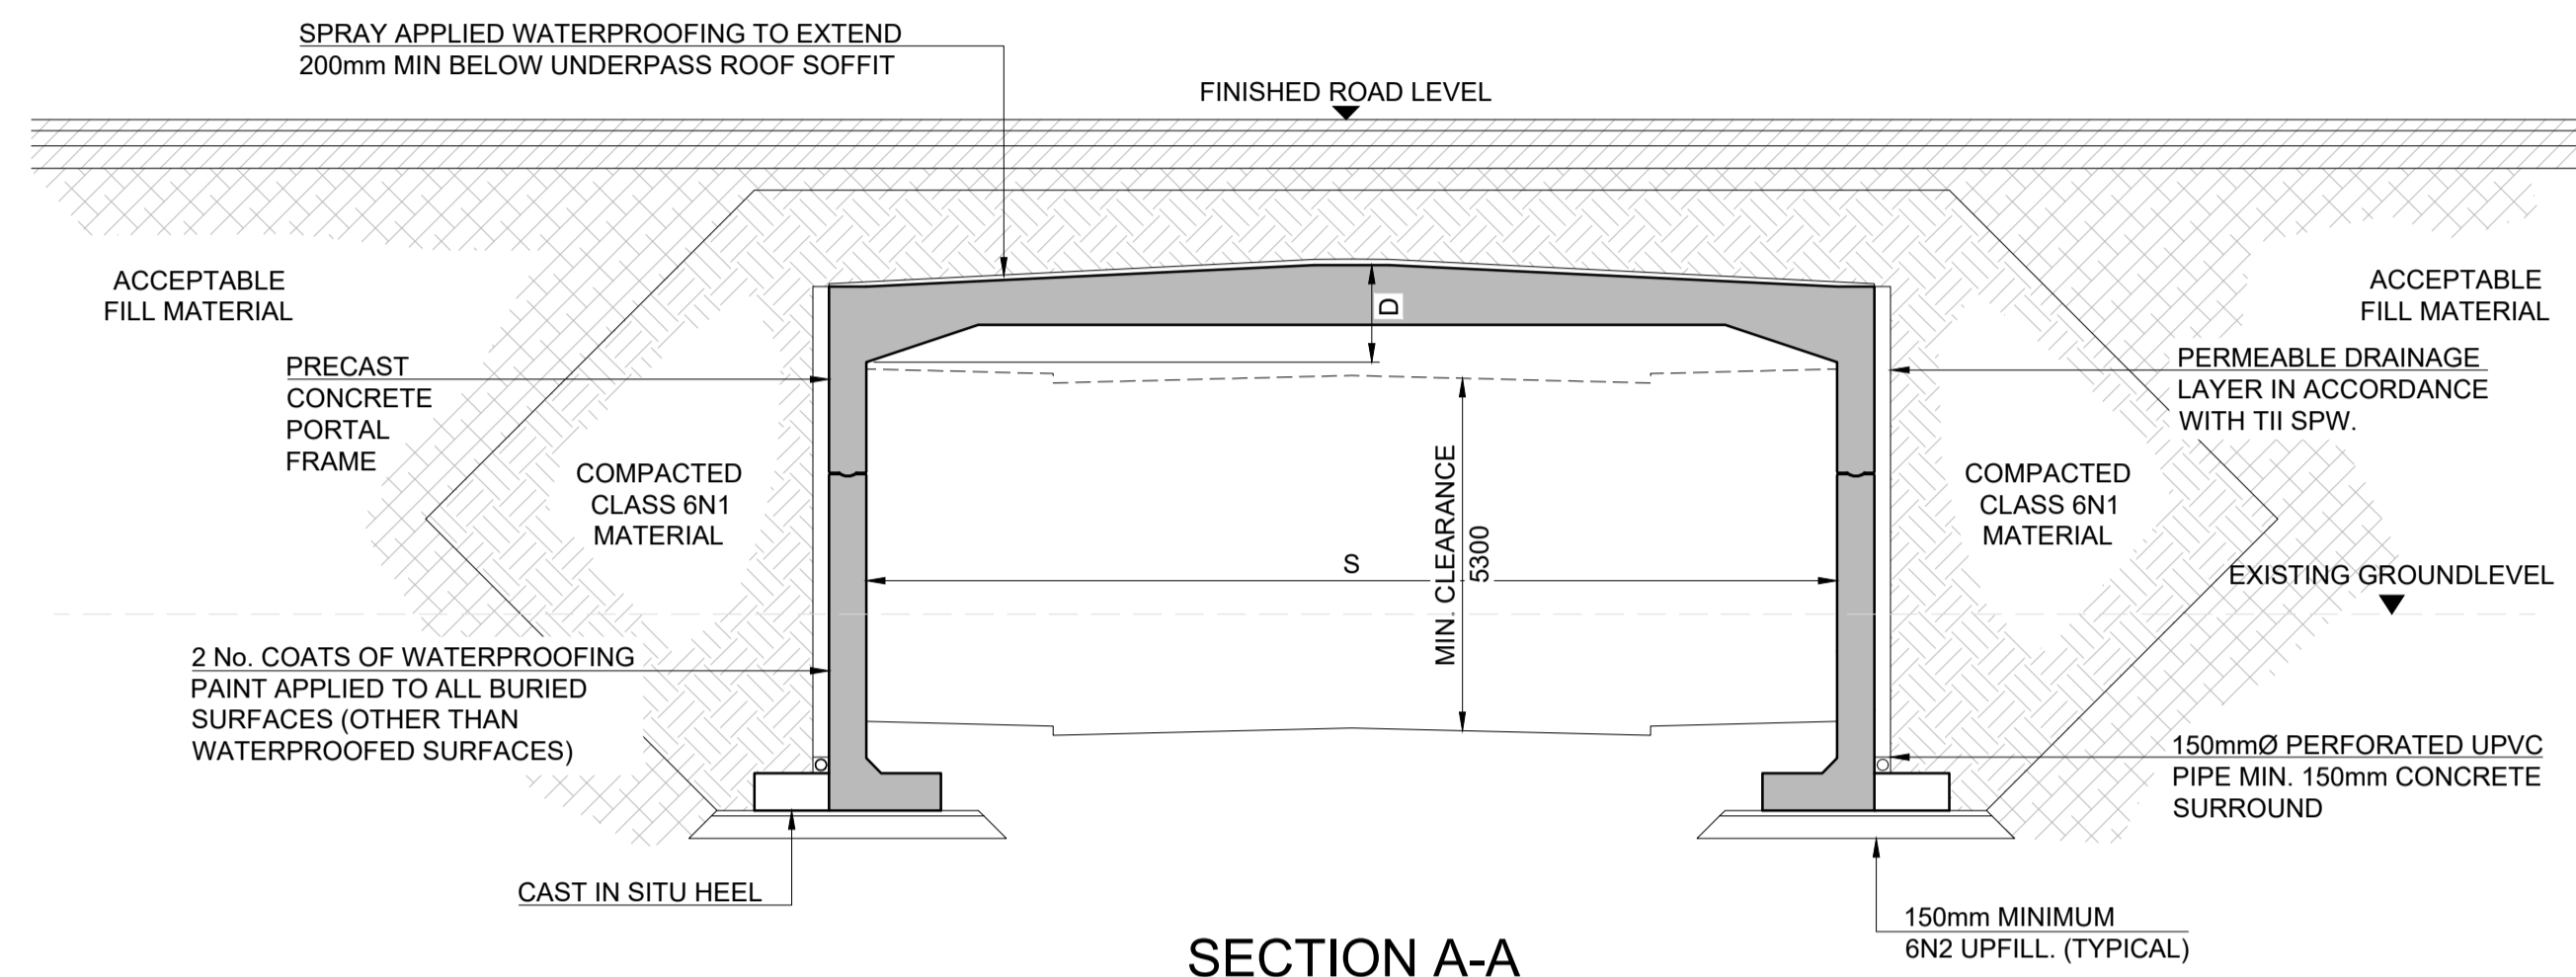 SPRAY APPLIED WATERPROOFING TO EXTEND
200mm MIN BELOW UNDERPASS ROOF SOFFIT
FINISHED ROAD LEVEL
ACCEPTABLE
FILL MATERIAL
ACCEPTABLE
FILL MATERIAL
D
PRECAST
CONCRETE
PORTAL
FRAME
PERMEABLE DRAINAGE
LAYER IN ACCORDANCE
WITH TII SPW.
COMPACTED
CLASS 6N1
MATERIAL
COMPACTED
CLASS 6N1
MATERIAL
S
MIN. CLEARANCE
5300
EXISTING GROUNDLEVEL
2 No. COATS OF WATERPROOFING
PAINT APPLIED TO ALL BURIED
SURFACES (OTHER THAN
WATERPROOFED SURFACES)
150mmØ PERFORATED UPVC
PIPE MIN. 150mm CONCRETE
SURROUND
CAST IN SITU HEEL
150mm MINIMUM
6N2 UPFILL. (TYPICAL)
SECTION A-A